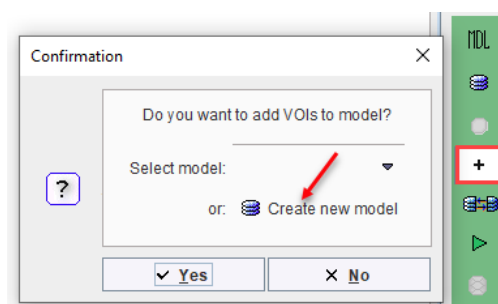 MDL
Confirmation
Do you want to add VOIs to model?
Select model:
or: Create new model
?
Yes
No
+